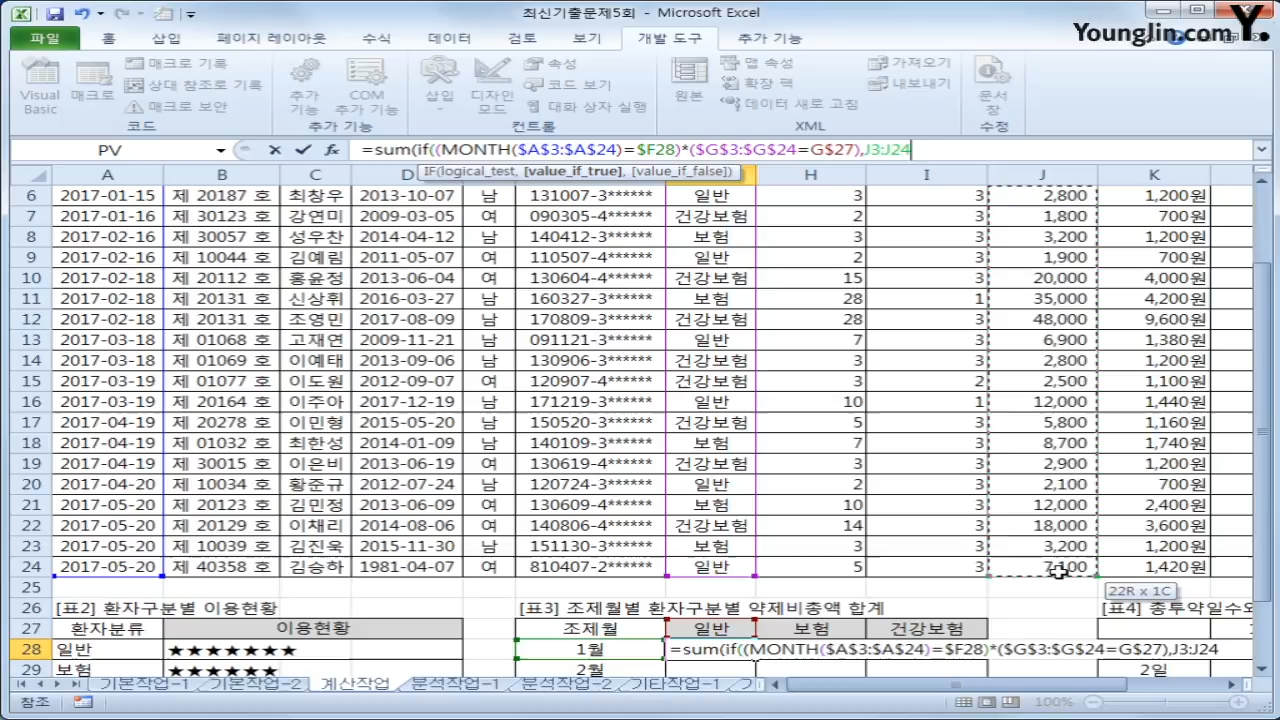 최신기출문제5회 - Microsoft Excel
Younglin.com Y.
파일 홈 삽입 페이지 레이아웃 수식 데이터 검토 보기 개발 도구 추가 기능
Visual Basic 매크로 매크로 기록 추가 기능 COM 추가 기능 삽입 디자인 모드 속성 원본 맵 속성 가져오기 문서 창
상대 참조로 기록 코드 보기 확장 팩 내보내기
매크로 보안 대화 상자 실행 데이터 새로 고침
코드 추가 기능 컨트롤 XML 수정
PV fx =sum(if((MONTH($A$3:$A$24)=$F28)*($G$3:$G$24=G$27),J3:J24
IF(logical_test, [value_if_true], [value_if_false])
A B C D H I J K
6 2017-01-15 제 20187 호 최창우 2013-10-07 남 131007-3****** 일반 3 3 2,800 1,200원
7 2017-01-16 제 30123 호 강연미 2009-03-05 여 090305-4****** 건강보험 2 3 1,800 700원
8 2017-02-16 제 30057 호 성우찬 2014-04-12 남 140412-3****** 보험 3 3 3,200 1,200원
9 2017-02-16 제 10044 호 김예림 2011-05-07 여 110507-4****** 일반 2 3 1,900 700원
10 2017-02-18 제 20112 호 홍윤정 2013-06-04 여 130604-4****** 건강보험 15 3 20,000 4,000원
11 2017-02-18 제 20131 호 신상휘 2016-03-27 남 160327-3****** 보험 28 1 35,000 4,200원
12 2017-02-18 제 20131 호 조영민 2017-08-09 남 170809-3****** 건강보험 28 3 48,000 9,600원
13 2017-03-18 제 01068 호 고재연 2009-11-21 남 091121-3****** 일반 7 3 6,900 1,380원
14 2017-03-18 제 01069 호 이예태 2013-09-06 남 130906-3****** 건강보험 3 3 2,800 1,200원
15 2017-03-19 제 01077 호 이도원 2012-09-07 여 120907-4****** 건강보험 3 2 2,500 1,100원
16 2017-03-19 제 20164 호 이주아 2017-12-19 남 171219-3****** 일반 10 1 12,000 1,440원
17 2017-04-19 제 20278 호 이민형 2015-05-20 남 150520-3****** 건강보험 5 3 5,800 1,160원
18 2017-04-19 제 01032 호 최한성 2014-01-09 남 140109-3****** 보험 7 3 8,700 1,740원
19 2017-04-19 제 30015 호 이은비 2013-06-19 여 130619-4****** 건강보험 3 3 2,900 1,200원
20 2017-04-20 제 10034 호 황준규 2012-07-24 남 120724-3****** 일반 2 3 2,100 700원
21 2017-05-20 제 20123 호 김민정 2013-06-09 여 130609-4****** 보험 10 3 12,000 2,400원
22 2017-05-20 제 20129 호 이채리 2014-08-06 여 140806-4****** 건강보험 14 3 18,000 3,600원
23 2017-05-20 제 10039 호 김진욱 2015-11-30 남 151130-3****** 보험 3 3 3,200 1,200원
24 2017-05-20 제 40358 호 김승하 1981-04-07 여 810407-2****** 일반 5 3 7,100 1,420원
25 22R x 1C
26 [표2] 환자구분별 이용현황 [표3] 조제월별 환자구분별 약제비총액 합계 [표4] 총투약일수와
27 환자분류 이용현황 조제월 일반 보험 건강보험
28 일반 ★★★★★★★ 1월 =sum(if((MONTH($A$3:$A$24)=$F28)*($G$3:$G$24=G$27),J3:J24
29 보험 ★★★★★★ 2월 2일
기본작업-1 기본작업-2 계산작업 분석작업-1 분석작업-2 기타작업-1
참조 100%